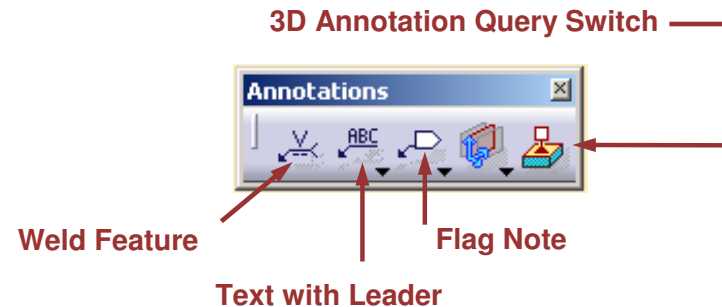 3D Annotation Query Switch
Annotations
V
ABC
Weld Feature
Flag Note
Text with Leader